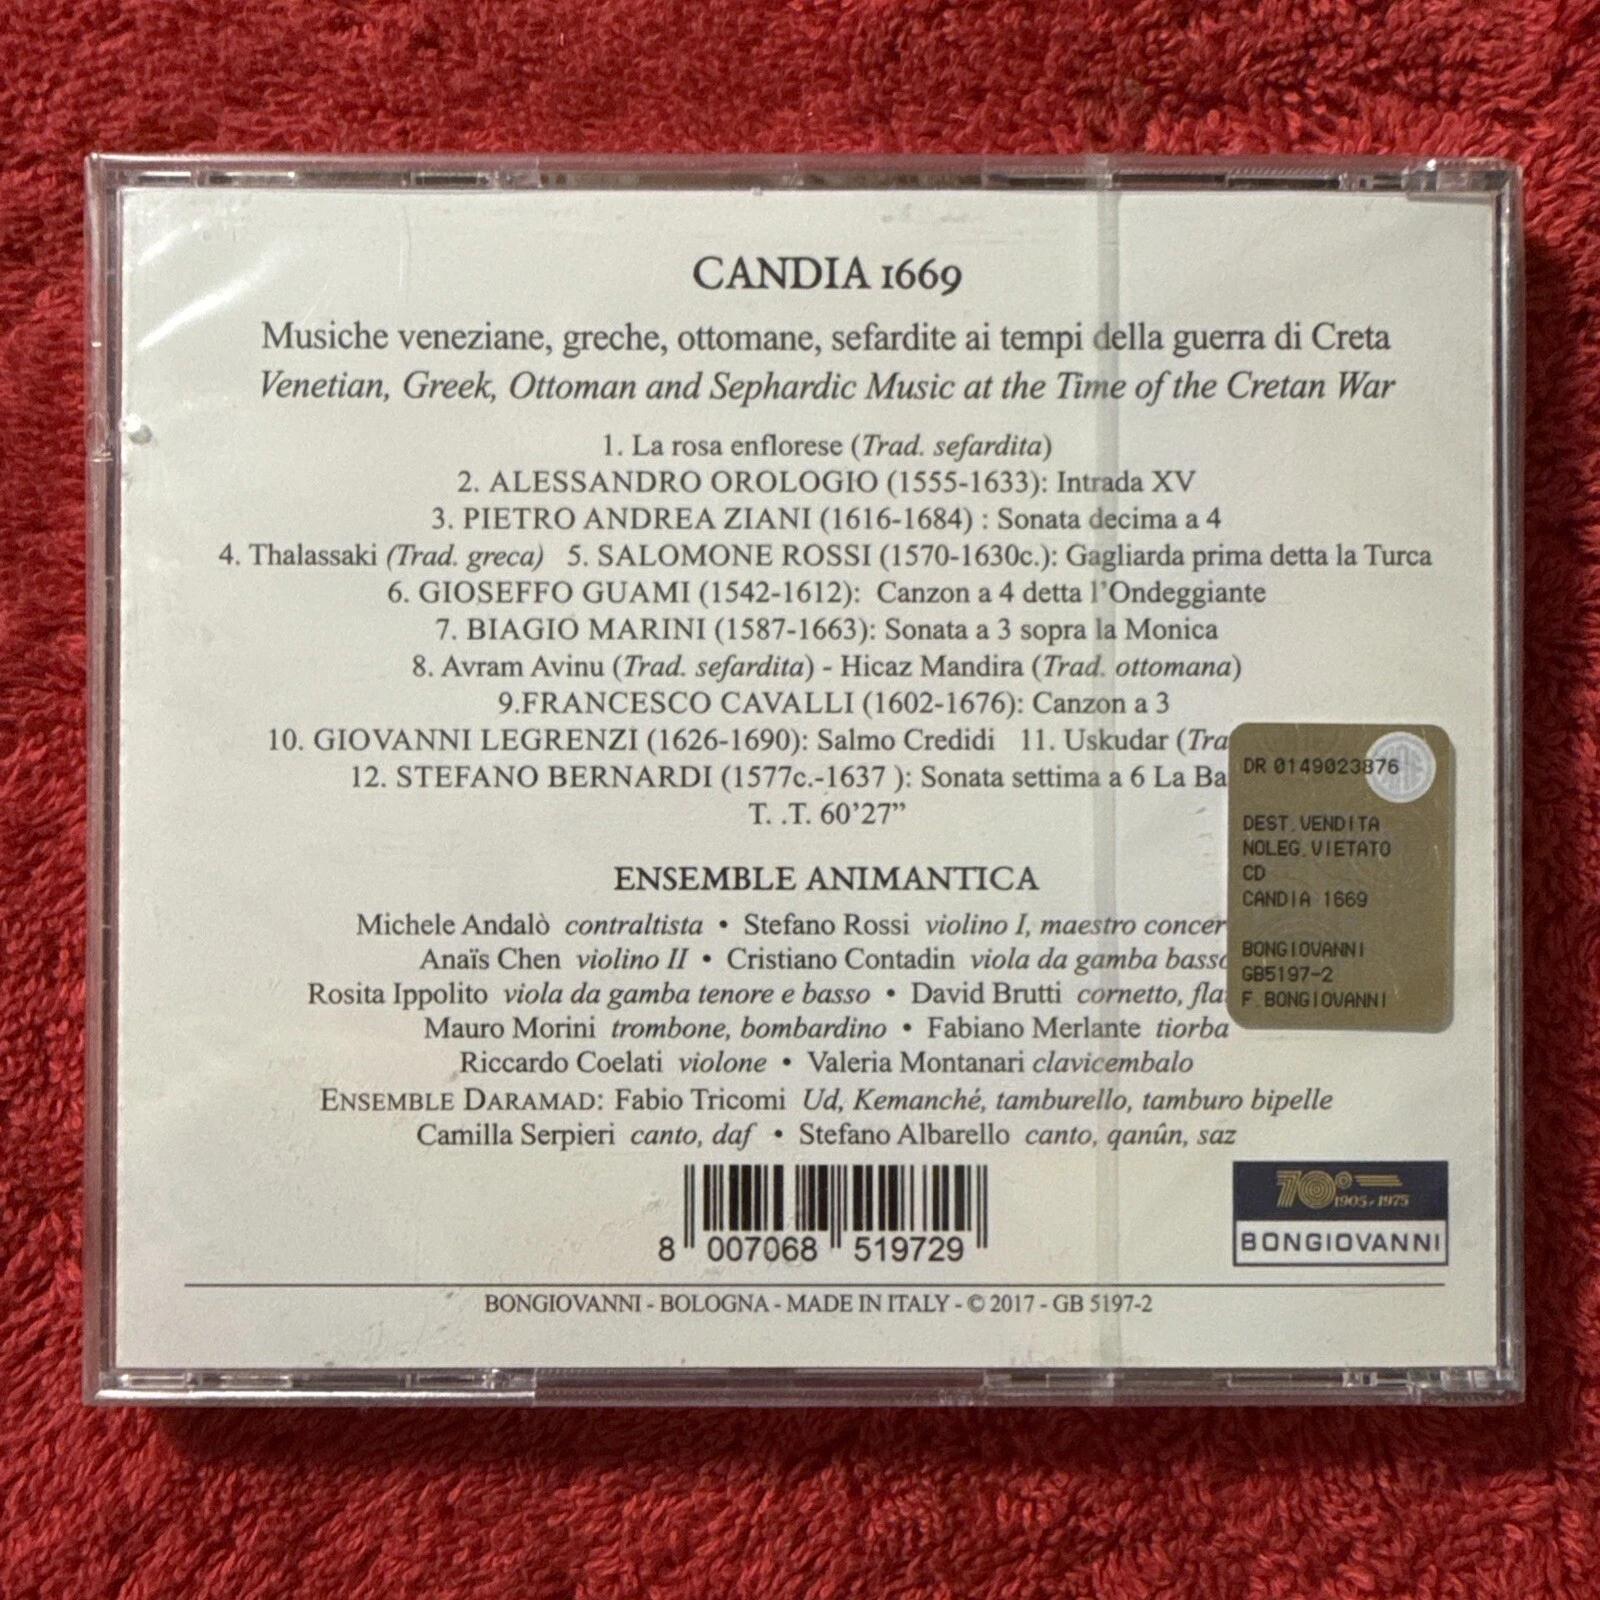 CANDIA 1669
Musiche veneziane, greche, ottomane, sefardite ai tempi della guerra di Creta
Venetian, Greek, Ottoman and Sephardic Music at the Time of the Cretan War
1. La rosa enflorese (Trad. sefardita)
2. ALESSANDRO OROLOGIO (1555-1633): Intrada XV
3. PIETRO ANDREA ZIANI (1616-1684) : Sonata decima a 4
4. Thalassaki (Trad. greca) 5. SALOMONE ROSSI (1570-1630c.): Gagliarda prima detta la Turca
6. GIOSEFFO GUAMI (1542-1612): Canzon a 4 detta l’Ondeggiante
7. BIAGIO MARINI (1587-1663): Sonata a 3 sopra la Monica
8. Avram Avinu (Trad. sefardita) - Hicaz Mandira (Trad. ottomana)
9.FRANCESCO CAVALLI (1602-1676): Canzon a 3
10. GIOVANNI LEGRENZI (1626-1690): Salmo Credidi 11. Uskudar (Tra
12. STEFANO BERNARDI (1577c.-1637 ): Sonata settima a 6 La Ba
T. .T. 60’27”
ENSEMBLE ANIMANTICA
Michele Andalò contraltista • Stefano Rossi violino I, maestro concer
Anaïs Chen violino II • Cristiano Contadin viola da gamba basso
Rosita Ippolito viola da gamba tenore e basso • David Brutti cornetto, fla
Mauro Morini trombone, bombardino • Fabiano Merlante tiorba
Riccardo Coelati violone • Valeria Montanari clavicembalo
ENSEMBLE DARAMAD: Fabio Tricomi Ud, Kemanché, tamburello, tamburo bipelle
Camilla Serpieri canto, daf • Stefano Albarello canto, qanûn, saz
DR 0149023876
DEST.VENDITA
NOLEG.VIETATO
CD
CANDIA 1669
BONGIOVANNI
GB5197-2
F.BONGIOVANNI
8 007068 519729
70° 1905-1975
BONGIOVANNI
BONGIOVANNI - BOLOGNA - MADE IN ITALY - © 2017 - GB 5197-2